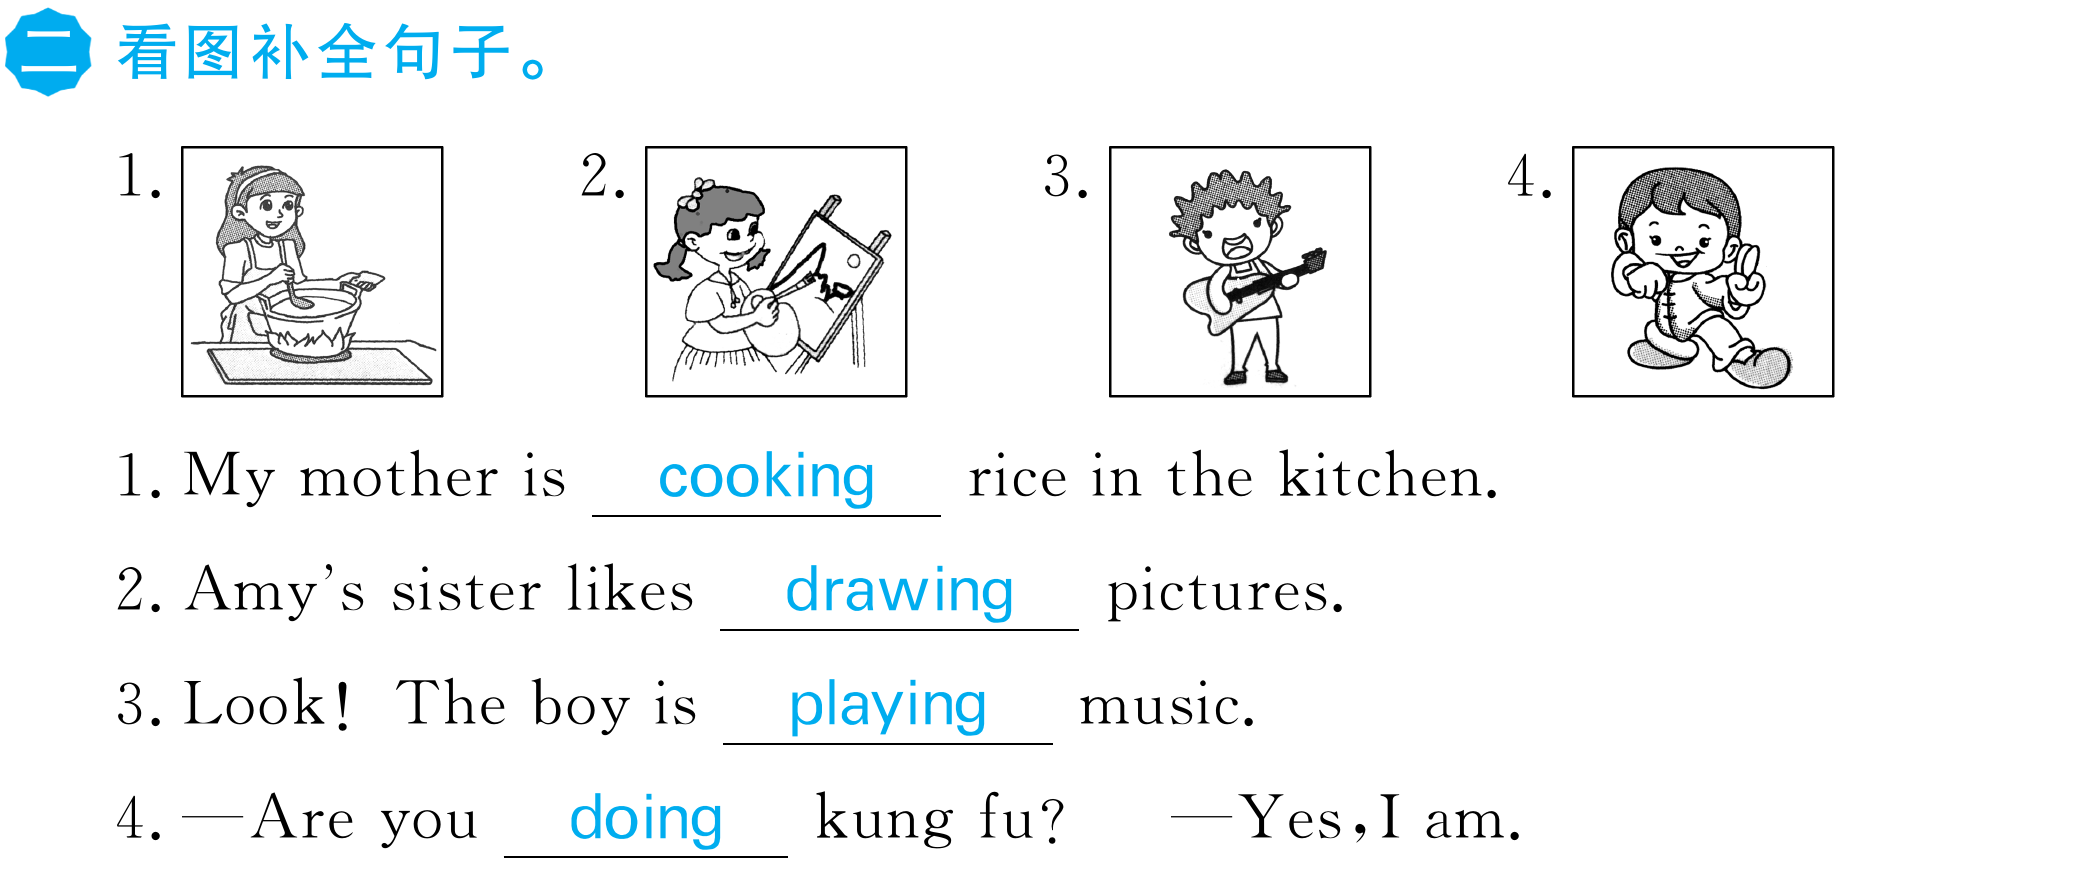 二 看图补全句子。
1. 2. 3. 4.
1. My mother is cooking rice in the kitchen.
2. Amy’s sister likes drawing pictures.
3. Look! The boy is playing music.
4. —Are you doing kung fu? —Yes, I am.